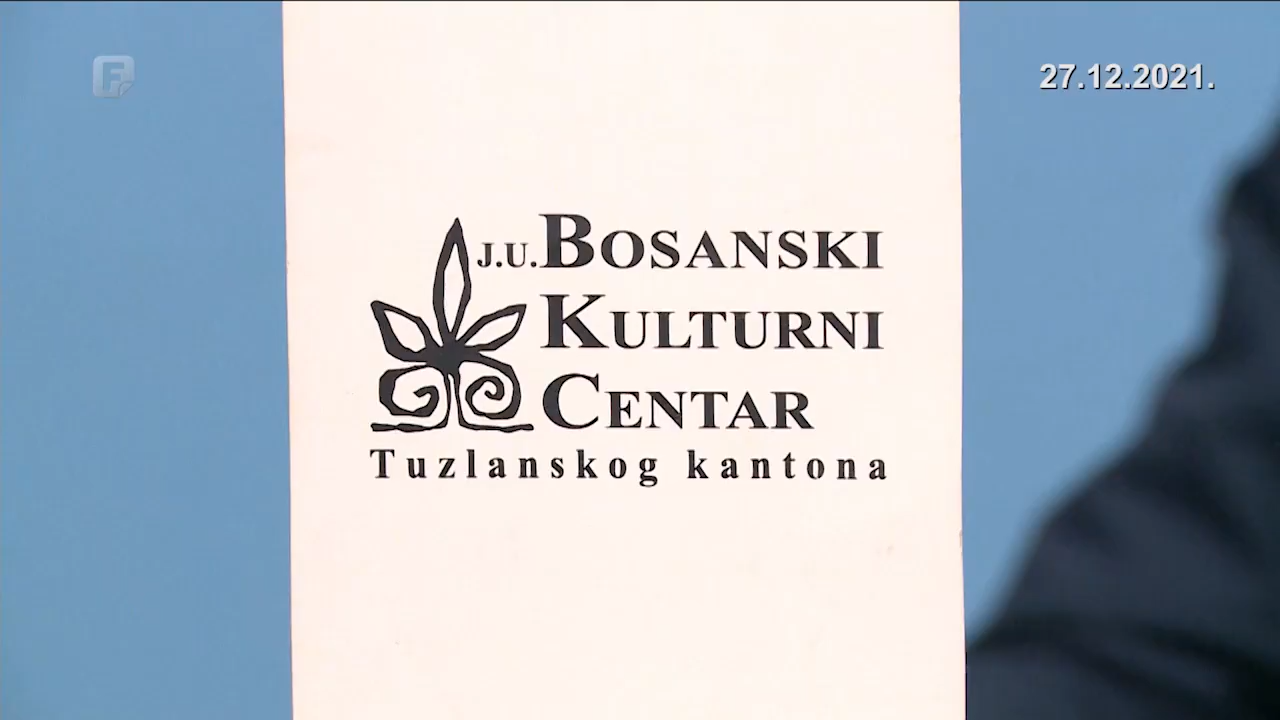 F
27.12.2021.
J.U. BOSANSKI
KULTURNI
CENTAR
Tuzlanskog kantona